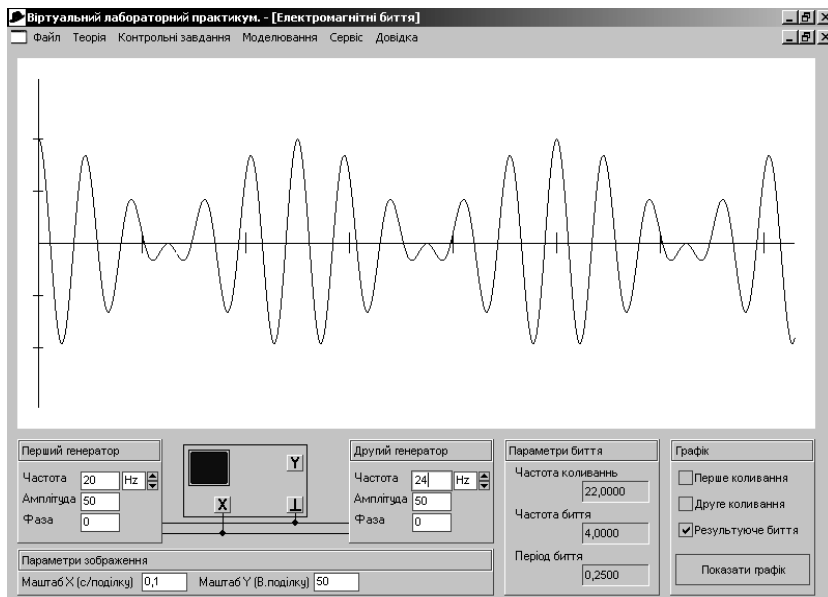 Віртуальний лабораторний практикум. - [Електромагнітні биття]
Файл Теорія Контрольні завдання Моделювання Сервіс Довідка
Перший генератор
Частота 20 Hz
Амплітуда 50
Фаза 0
Y
X
Другий генератор
Частота 24 Hz
Амплітуда 50
Фаза 0
Параметри биття
Частота коливаннь
22,0000
Частота биття
4,0000
Період биття
0,2500
Графік
Перше коливання
Друге коливання
Результуюче биття
Показати графік
Параметри зображення
Маштаб X (с/поділку) 0,1 Маштаб Y (В.поділку) 50